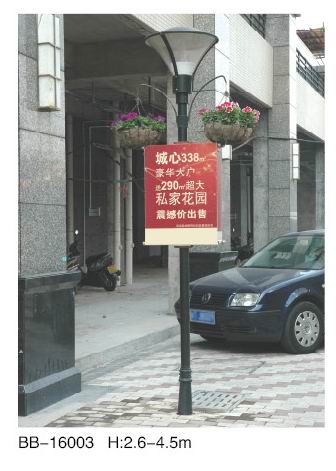 城心338㎡
豪华大户
送290㎡超大
私家花园
震撼价出售
BB-16003 H:2.6-4.5m